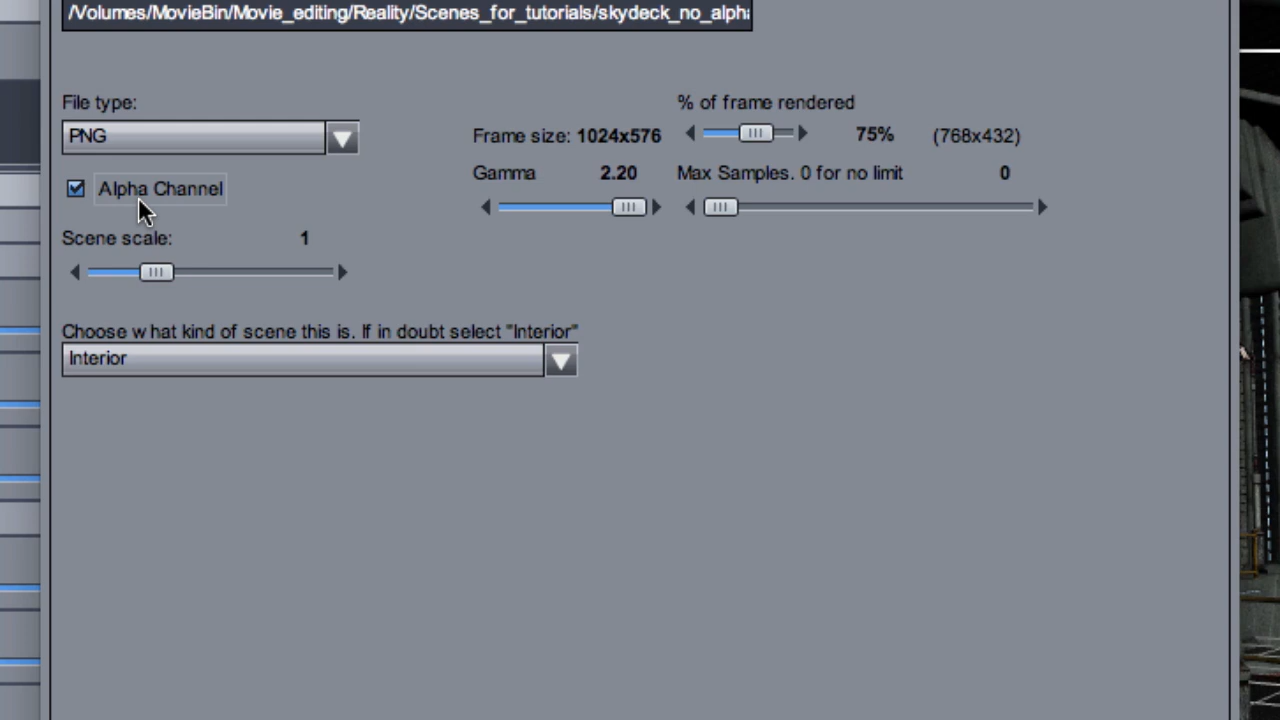 /Volumes/MovieBin/Movie_editing/Reality/Scenes_for_tutorials/skydeck_no_alpha
File type:
% of frame rendered
PNG
Frame size: 1024x576
75%
(768x432)
Alpha Channel
Gamma
2.20
Max Samples. 0 for no limit
0
Scene scale:
1
Choose what kind of scene this is. If in doubt select "Interior"
Interior